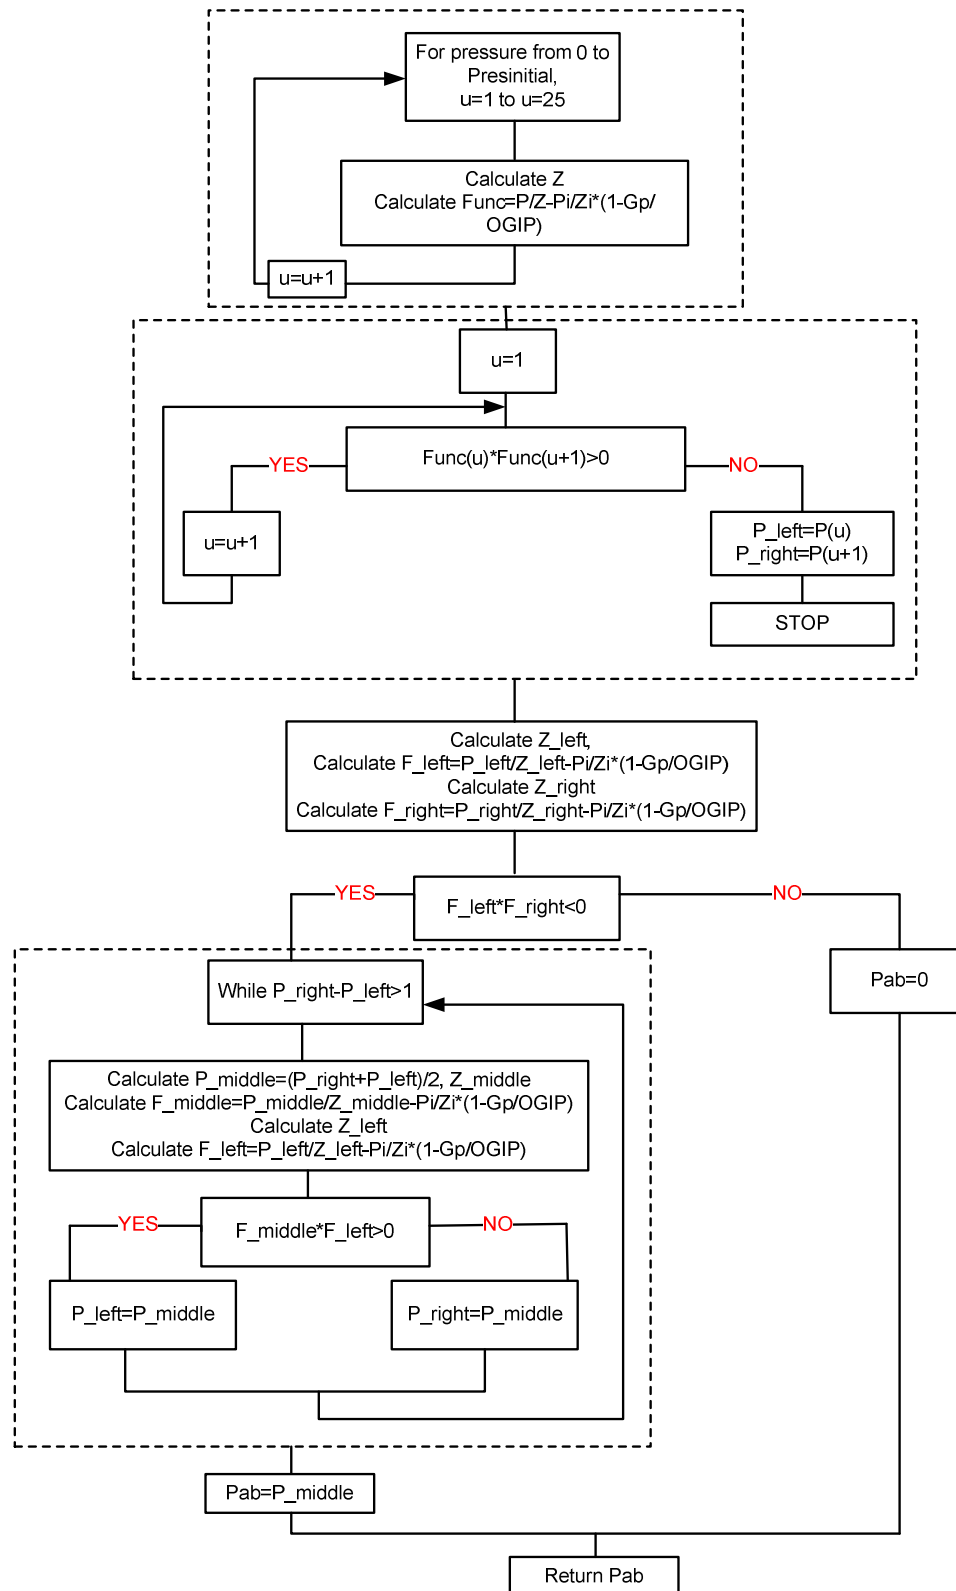 For pressure from 0 to
Presinitial,
u=1 to u=25
Calculate Z
Calculate Func=P/Z-Pi/Zi*(1-Gp/
OGIP)
u=u+1
u=1
Func(u)*Func(u+1)>0
YES
NO
u=u+1
P_left=P(u)
P_right=P(u+1)
STOP
Calculate Z_left,
Calculate F_left=P_left/Z_left-Pi/Zi*(1-Gp/OGIP)
Calculate Z_right
Calculate F_right=P_right/Z_right-Pi/Zi*(1-Gp/OGIP)
YES
F_left*F_right<0
NO
While P_right-P_left>1
Pab=0
Calculate P_middle=(P_right+P_left)/2, Z_middle
Calculate F_middle=P_middle/Z_middle-Pi/Zi*(1-Gp/OGIP)
Calculate Z_left
Calculate F_left=P_left/Z_left-Pi/Zi*(1-Gp/OGIP)
YES
F_middle*F_left>0
NO
P_left=P_middle
P_right=P_middle
Pab=P_middle
Return Pab